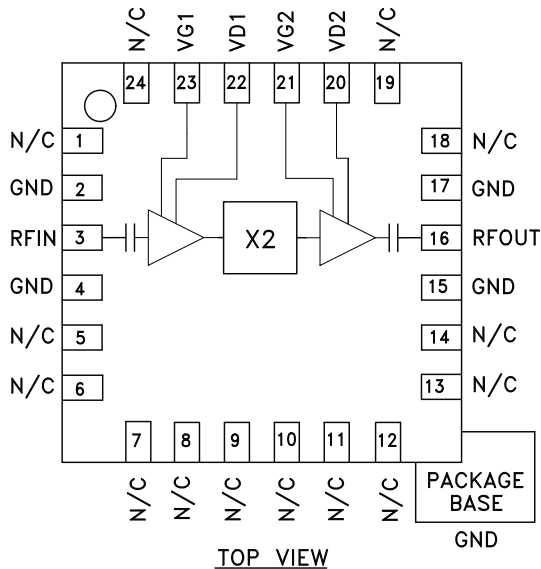 N/C VG1 VD1 VG2 VD2 N/C
24 23 22 21 20 19
N/C 1 18 N/C
GND 2 17 GND
RFIN 3 X2 16 RFOUT
GND 4 15 GND
N/C 5 14 N/C
N/C 6 13 N/C
7 8 9 10 11 12
N/C N/C N/C N/C N/C N/C
PACKAGE
BASE
GND
TOP VIEW